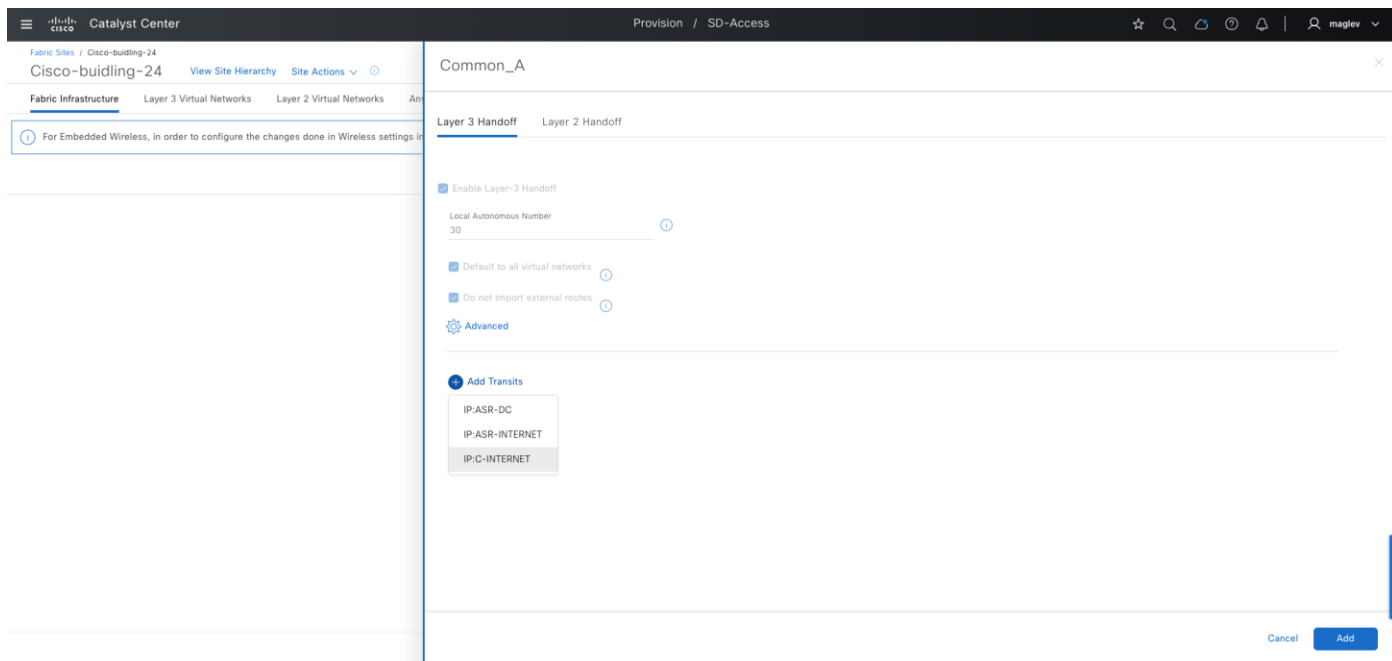 cisco Catalyst Center
Provision / SD-Access
maglev
Fabric Sites / Cisco-buidling-24
Cisco-buidling-24 View Site Hierarchy Site Actions
Fabric Infrastructure Layer 3 Virtual Networks Layer 2 Virtual Networks
For Embedded Wireless, in order to configure the changes done in Wireless settings in
Common_A
Layer 3 Handoff Layer 2 Handoff
Enable Layer-3 Handoff
Local Autonomous Number
30
Default to all virtual networks
Do not import external routes
Advanced
Add Transits
IP:ASR-DC
IP:ASR-INTERNET
IP:C-INTERNET
Cancel Add